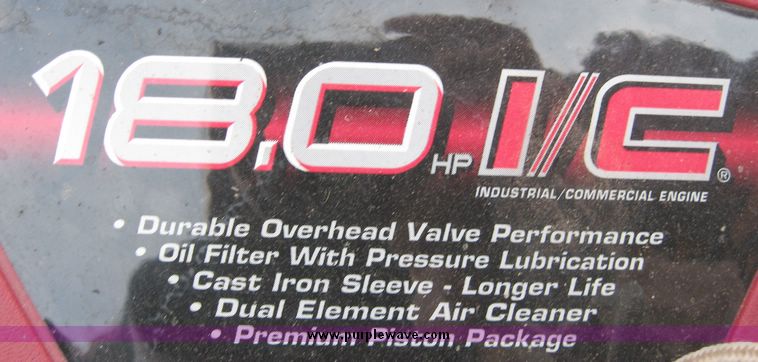 18.0 HP I/C®
INDUSTRIAL/COMMERCIAL ENGINE
• Durable Overhead Valve Performance
• Oil Filter With Pressure Lubrication
• Cast Iron Sleeve - Longer Life
• Dual Element Air Cleaner
• Premium Piston Package
www.purplewave.com